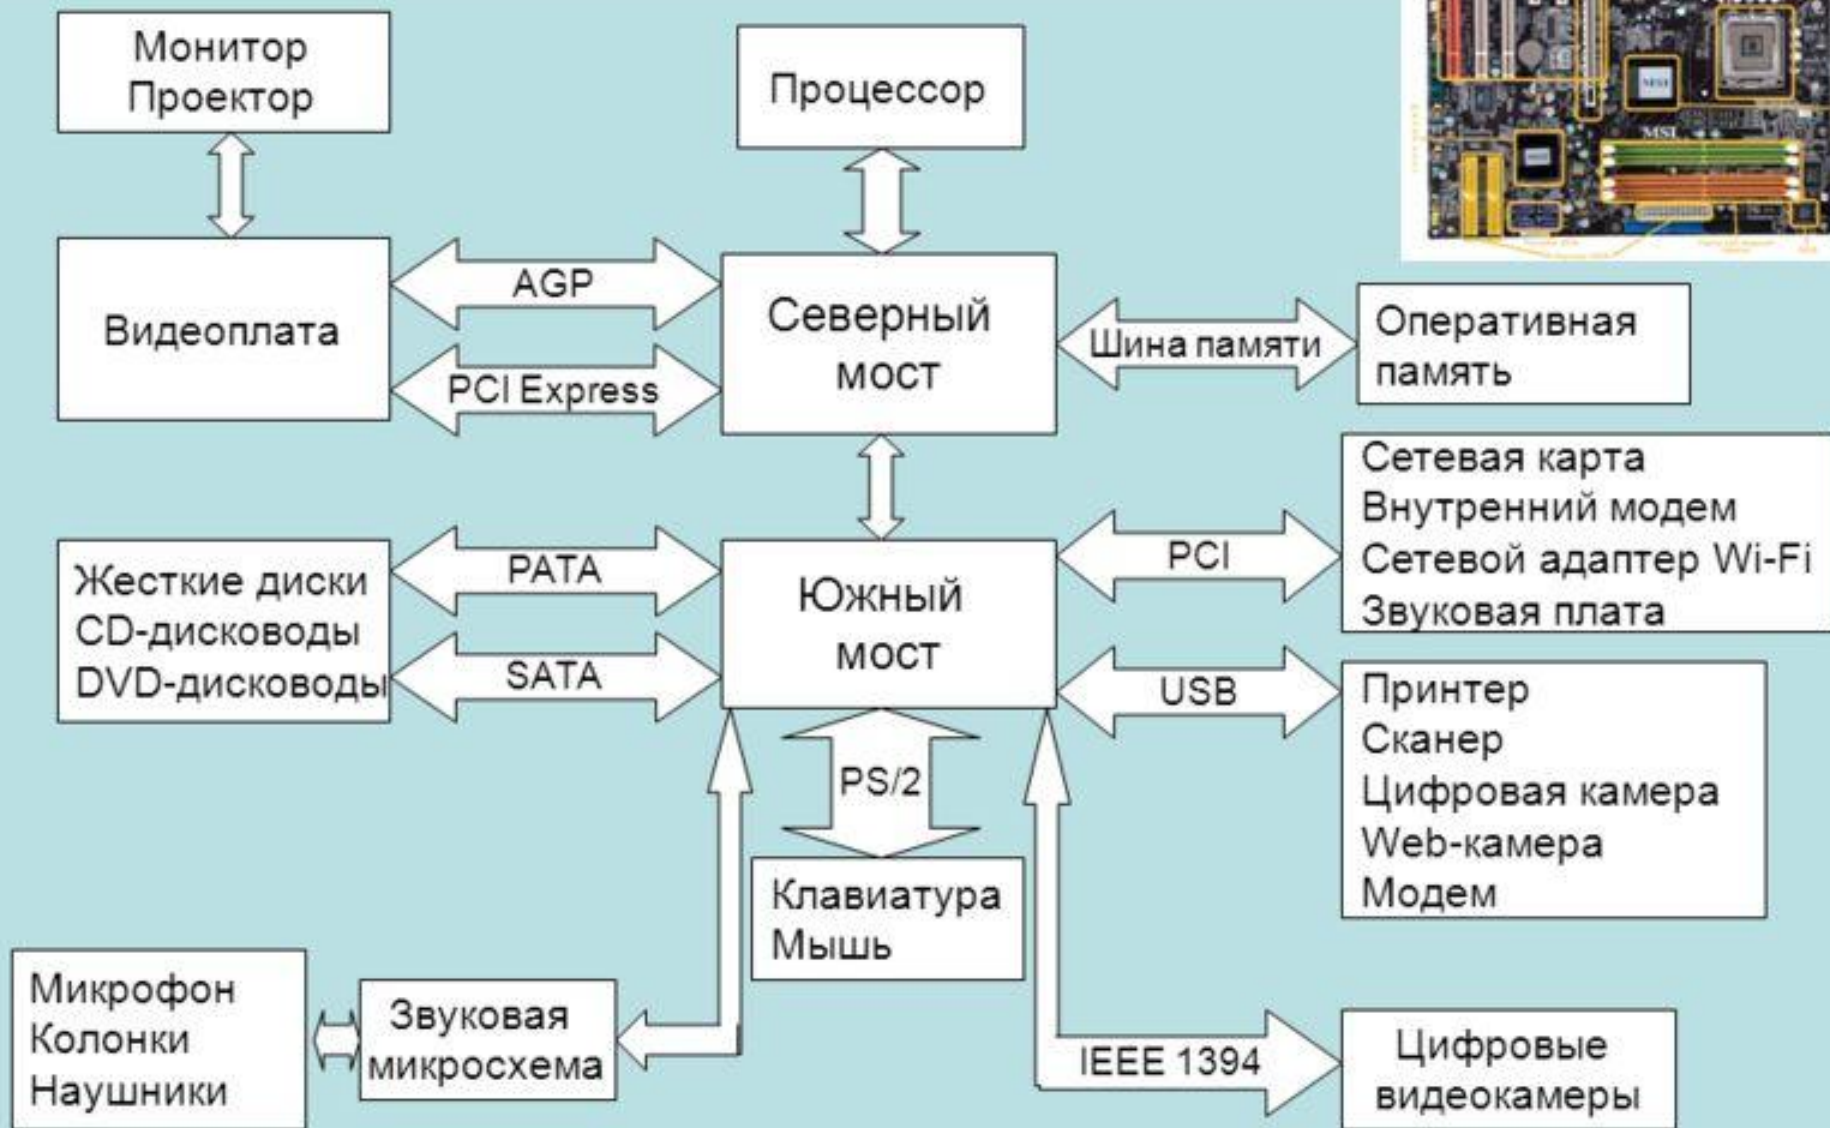 Монитор
Проектор
Процессор
MSI
Видеоплата
AGP
PCI Express
Северный
мост
Шина памяти
Оперативная
память
Жесткие диски
CD-дисководы
DVD-дисководы
PATA
SATA
Южный
мост
PCI
Сетевая карта
Внутренний модем
Сетевой адаптер Wi-Fi
Звуковая плата
USB
Принтер
Сканер
Цифровая камера
Web-камера
Модем
PS/2
Клавиатура
Мышь
Микрофон
Колонки
Наушники
Звуковая
микросхема
IEEE 1394
Цифровые
видеокамеры